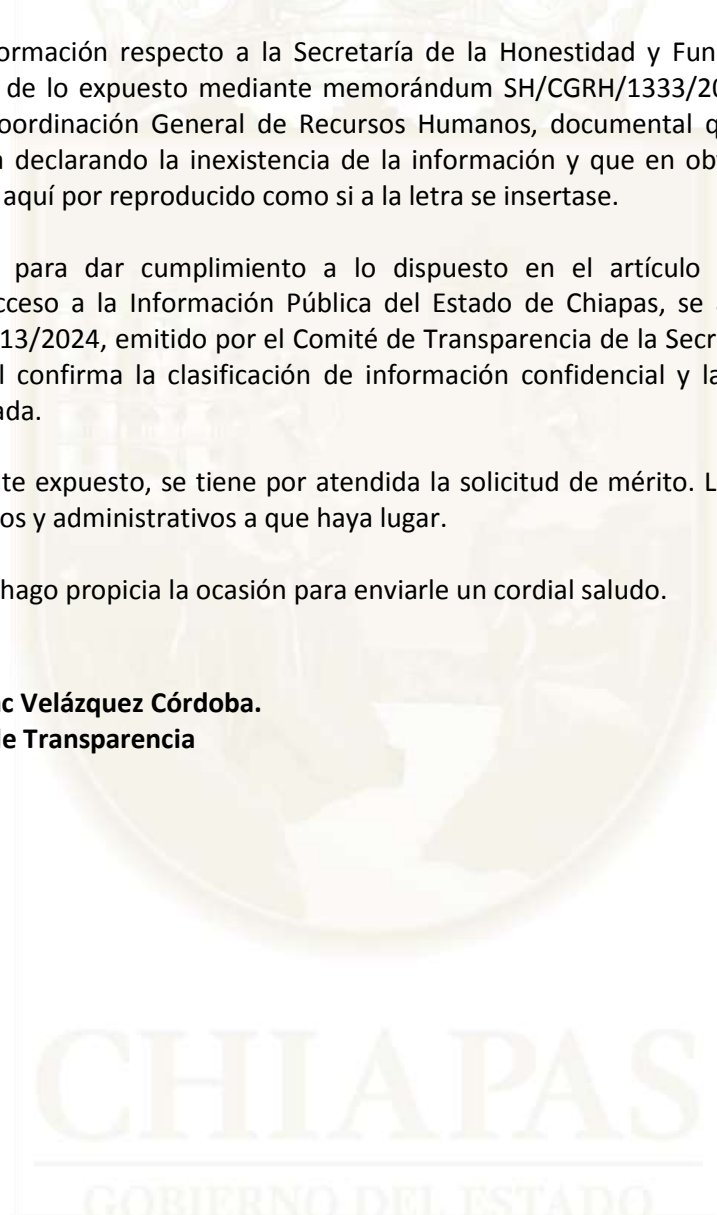 ormación respecto a la Secretaría de la Honestidad y Fun
de lo expuesto mediante memorándum SH/CGRH/1333/20
oordinación General de Recursos Humanos, documental q
declarando la inexistencia de la información y que en ob
aquí por reproducido como si a la letra se insertase.
para dar cumplimiento a lo dispuesto en el artículo
cceso a la Información Pública del Estado de Chiapas, se
13/2024, emitido por el Comité de Transparencia de la Secr
l confirma la clasificación de información confidencial y la
ada.
te expuesto, se tiene por atendida la solicitud de mérito. L
os y administrativos a que haya lugar.
hago propicia la ocasión para enviarle un cordial saludo.
c Velázquez Córdoba.
de Transparencia
CHIAPAS
GOBIERNO DEL ESTADO